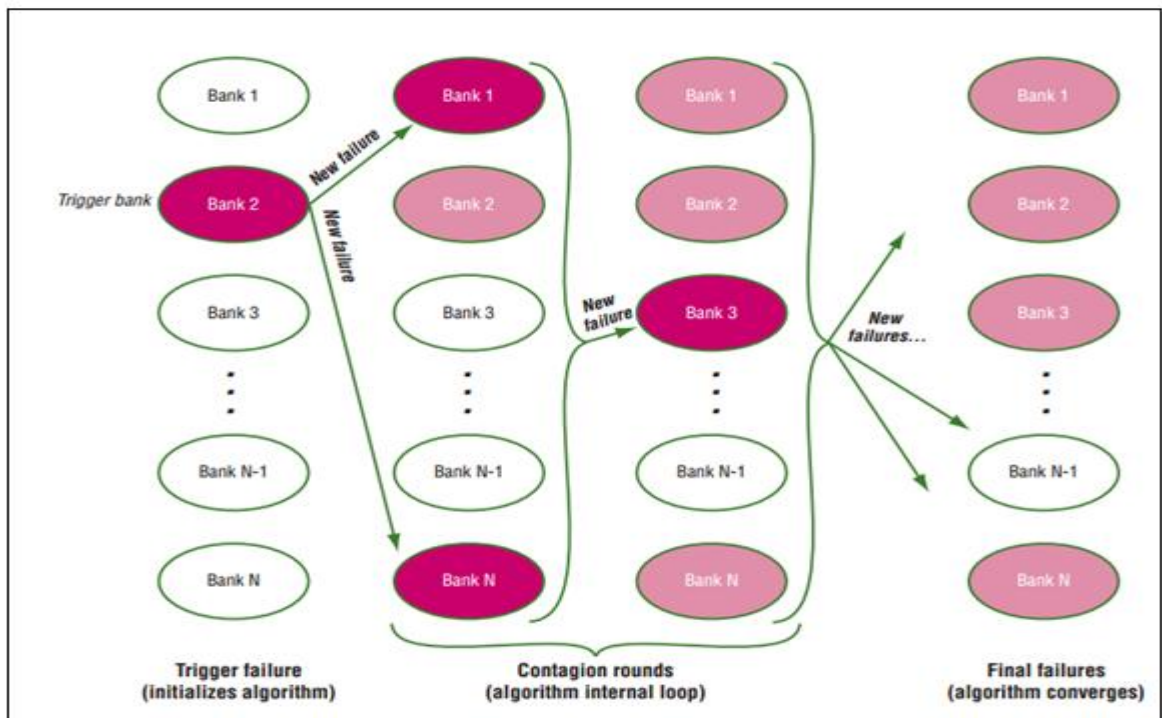 Bank 1
Bank 2
Bank 3
Bank N-1
Bank N
Trigger bank
Trigger failure
(initializes algorithm)
New failure
New failure
Bank 1
Bank 2
Bank 3
Bank N-1
Bank N
New
failure
Bank 1
Bank 2
Bank 3
Bank N-1
Bank N
Contagion rounds
(algorithm internal loop)
New
failures...
Bank 1
Bank 2
Bank 3
Bank N-1
Bank N
Final failures
(algorithm converges)